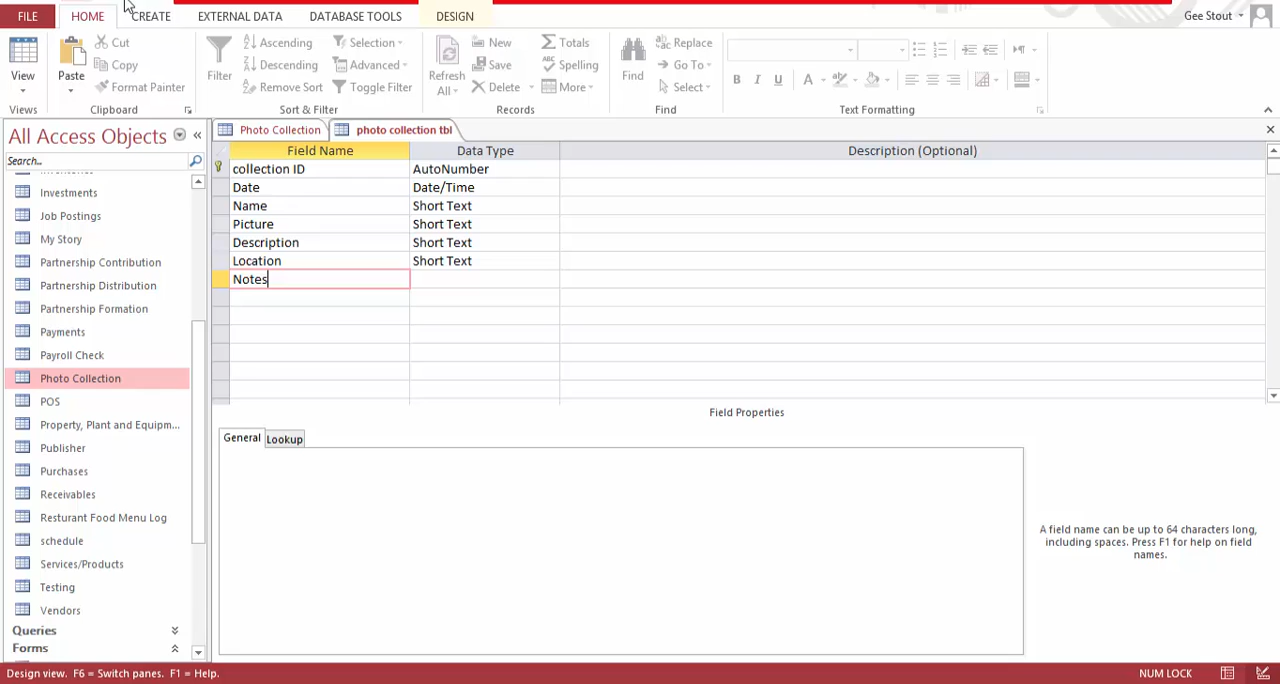 FILE HOME CREATE EXTERNAL DATA DATABASE TOOLS DESIGN Gee Stout
View
Paste
Cut
Copy
Format Painter
Filter
Ascending
Descending
Remove Sort
Selection
Advanced
Toggle Filter
Refresh
All
New
Save
Delete
Totals
Spelling
More
Find
Replace
Go To
Select
B I U A
Views Clipboard Sort & Filter Records Find Text Formatting
All Access Objects
Search...
Investments
Job Postings
My Story
Partnership Contribution
Partnership Distribution
Partnership Formation
Payments
Payroll Check
Photo Collection
POS
Property, Plant and Equipm...
Publisher
Purchases
Receivables
Resturant Food Menu Log
schedule
Services/Products
Testing
Vendors
Queries
Forms
Photo Collection photo collection tbl
Field Name Data Type Description (Optional)
collection ID AutoNumber
Date Date/Time
Name Short Text
Picture Short Text
Description Short Text
Location Short Text
Notes
Field Properties
General Lookup
A field name can be up to 64 characters long,
including spaces. Press F1 for help on field
names.
Design view. F6 = Switch panes. F1 = Help. NUM LOCK